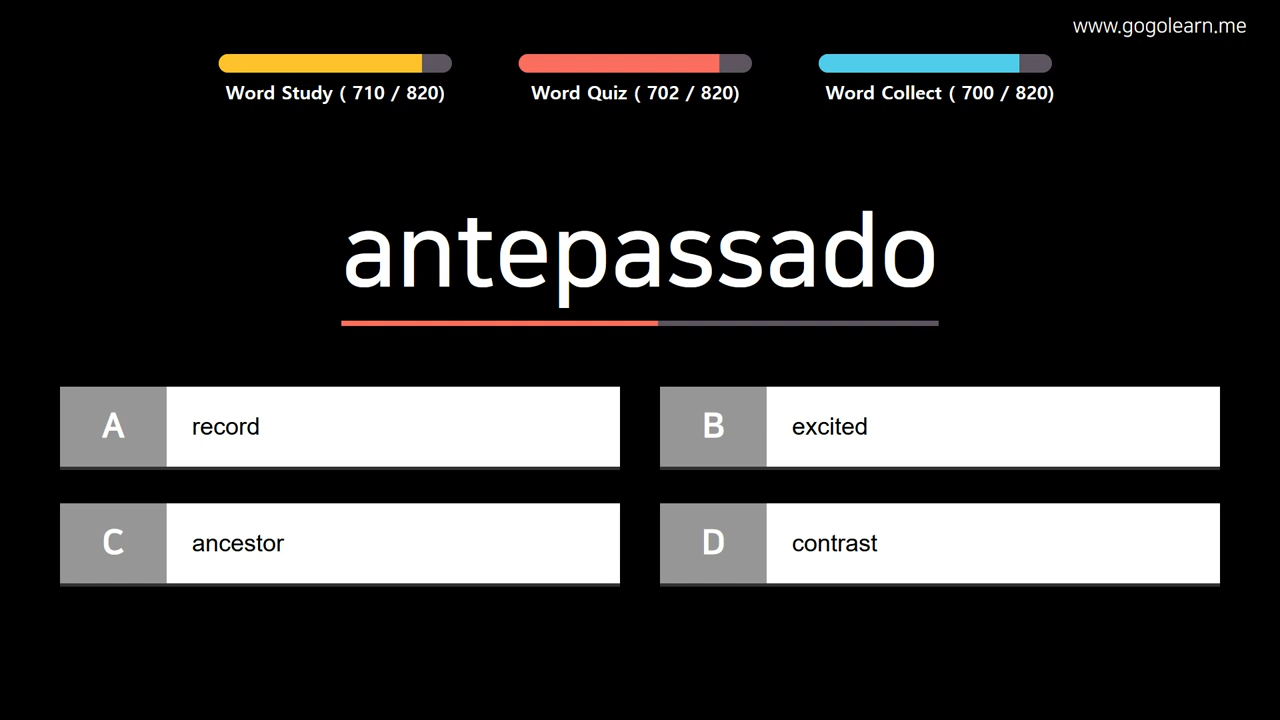 www.gogolearn.me
Word Study ( 710 / 820)
Word Quiz ( 702 / 820)
Word Collect ( 700 / 820)
antepassado
A record
B excited
C ancestor
D contrast